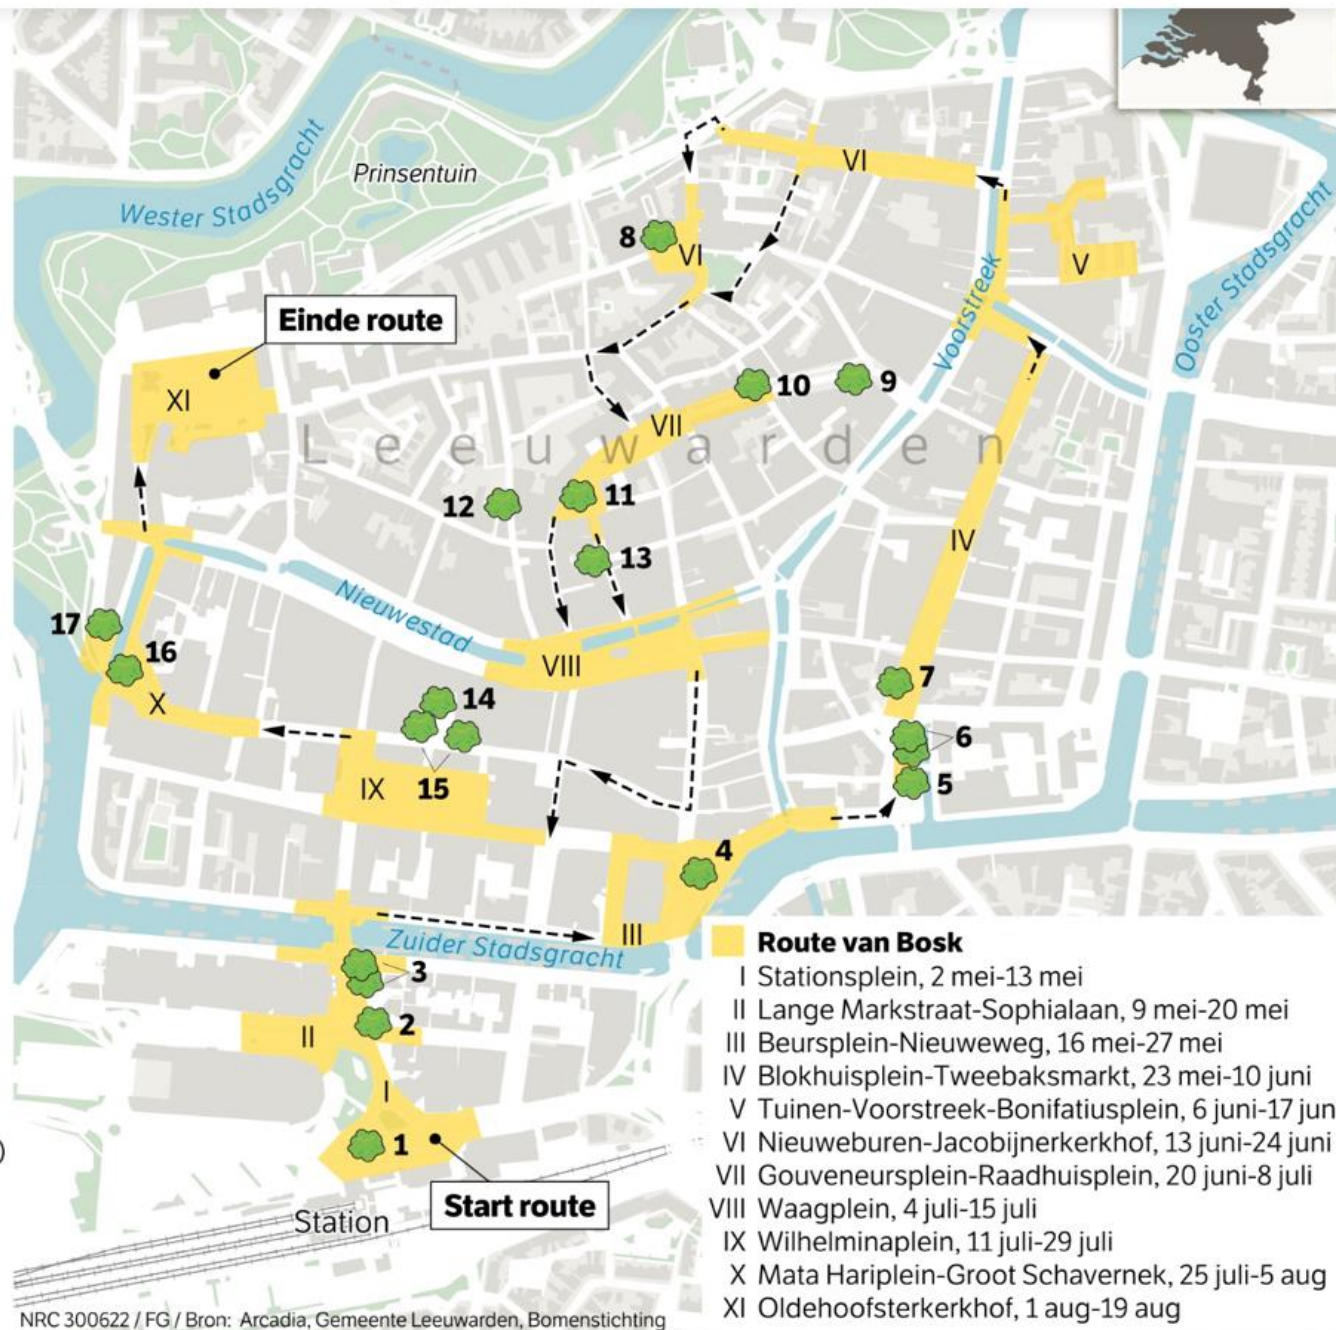 Prinsentuin
Wester Stadsgracht
VI
8
VI
V
Voorstreek
Ooster Stadsgracht
Einde route
XI
10
9
VII
Leeuwarden
12
11
13
IV
Nieuwestad
17
16
VIII
X
14
7
6
5
IX
15
4
III
Zuider Stadsgracht
3
2
II
I
1
Start route
Station
)
Route van Bosk
I Stationsplein, 2 mei-13 mei
II Lange Markstraat-Sophialaan, 9 mei-20 mei
III Beursplein-Nieuweweg, 16 mei-27 mei
IV Blokhuisplein-Tweebaksmarkt, 23 mei-10 juni
V Tuinen-Voorstreek-Bonifatiusplein, 6 juni-17 jun
VI Nieuweburen-Jacobijnerkerkhof, 13 juni-24 juni
VII Gouveneursplein-Raadhuisplein, 20 juni-8 juli
VIII Waagplein, 4 juli-15 juli
IX Wilhelminaplein, 11 juli-29 juli
X Mata Hariplein-Groot Schavernek, 25 juli-5 aug
XI Oldehoofsterkerkhof, 1 aug-19 aug
NRC 300622 / FG / Bron: Arcadia, Gemeente Leeuwarden, Bomenstichting